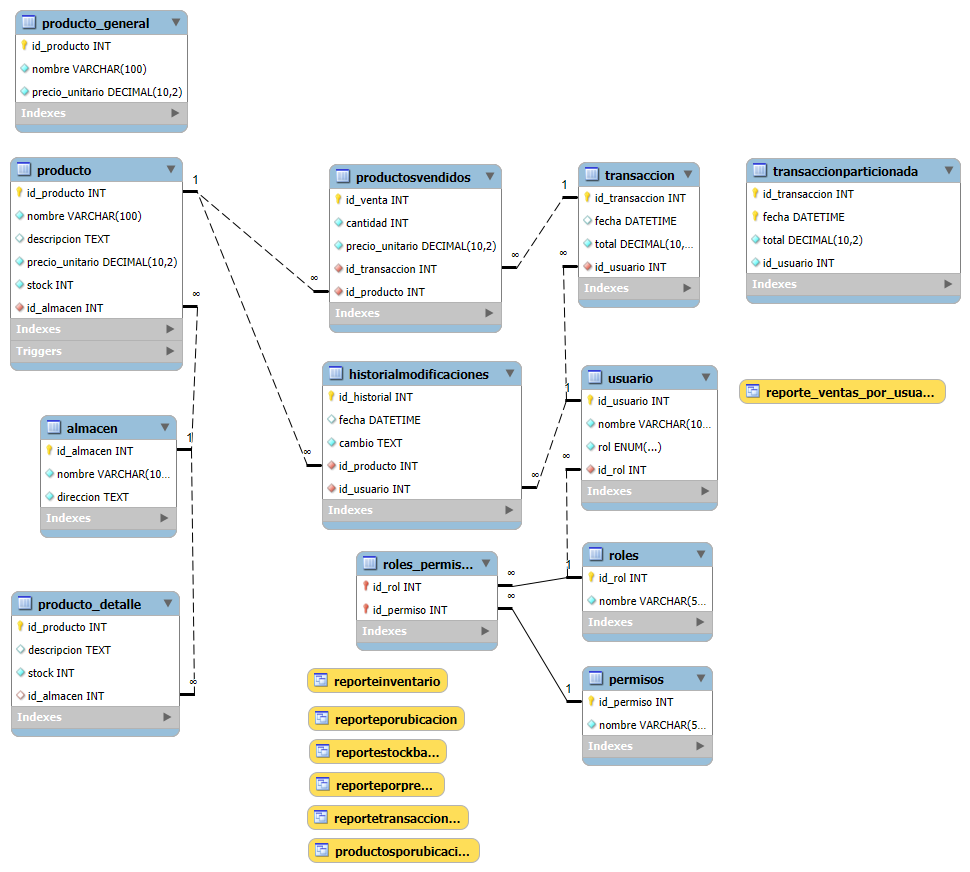 producto_general
id_producto INT
nombre VARCHAR(100)
precio_unitario DECIMAL(10,2)
Indexes
producto
id_producto INT
nombre VARCHAR(100)
descripcion TEXT
precio_unitario DECIMAL(10,2)
stock INT
id_almacen INT
Indexes
Triggers
1
∞
productosvendidos
id_venta INT
cantidad INT
precio_unitario DECIMAL(10,2)
id_transaccion INT
id_producto INT
Indexes
∞
∞
transaccion
id_transaccion INT
fecha DATETIME
total DECIMAL(10,...
id_usuario INT
Indexes
1
∞
transaccionparticionada
id_transaccion INT
fecha DATETIME
total DECIMAL(10,2)
id_usuario INT
Indexes
historialmodificaciones
id_historial INT
fecha DATETIME
cambio TEXT
id_producto INT
id_usuario INT
Indexes
∞
∞
usuario
id_usuario INT
nombre VARCHAR(10...
rol ENUM(...)
id_rol INT
Indexes
1
∞
reporte_ventas_por_usua...
almacen
id_almacen INT
nombre VARCHAR(10...
direccion TEXT
Indexes
1
roles_permis...
id_rol INT
id_permiso INT
Indexes
∞
∞
roles
id_rol INT
nombre VARCHAR(5...
Indexes
1
producto_detalle
id_producto INT
descripcion TEXT
stock INT
id_almacen INT
Indexes
∞
permisos
id_permiso INT
nombre VARCHAR(5...
Indexes
1
reporteinventario
reporteporubicacion
reportestockba...
reporteporpre...
reportetransaccion...
productosporubicaci...